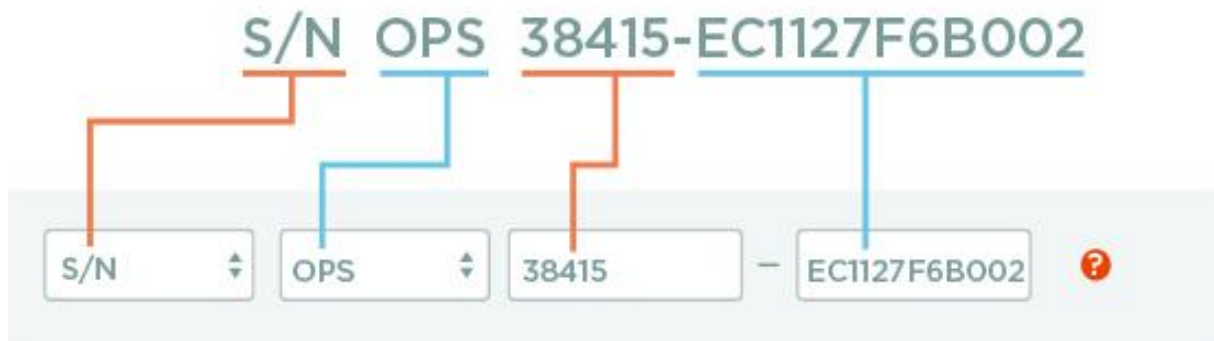 S/N OPS 38415-EC1127F6B002
S/N OPS 38415 – EC1127F6B002 ?